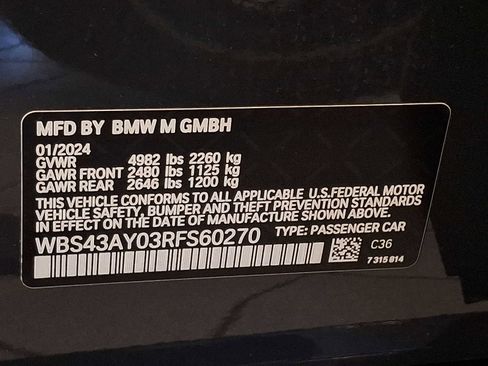 MFD BY BMW M GMBH
01/2024
GVWR 4982 lbs 2260 kg
GAWR FRONT 2480 lbs 1125 kg
GAWR REAR 2646 lbs 1200 kg
THIS VEHICLE CONFORMS TO ALL APPLICABLE U.S.FEDERAL MOTOR
VEHICLE SAFETY, BUMPER AND THEFT PREVENTION STANDARDS
IN EFFECT ON THE DATE OF MANUFACTURE SHOWN ABOVE.
WBS43AY03RFS60270 TYPE: PASSENGER CAR
C36
7 315 814